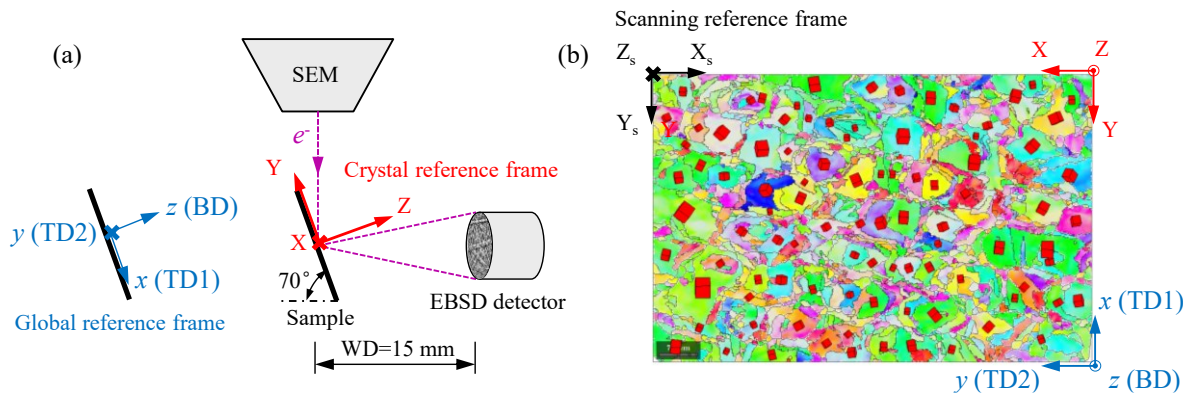 Scanning reference frame
(a)
SEM
e-
Y
Crystal reference frame
Z
X
z (BD)
y (TD2)
x (TD1)
70°
Global reference frame
Sample
EBSD detector
WD=15 mm
(b)
Zs
Xs
Ys
X
Z
Y
Y
x (TD1)
y (TD2)
z (BD)